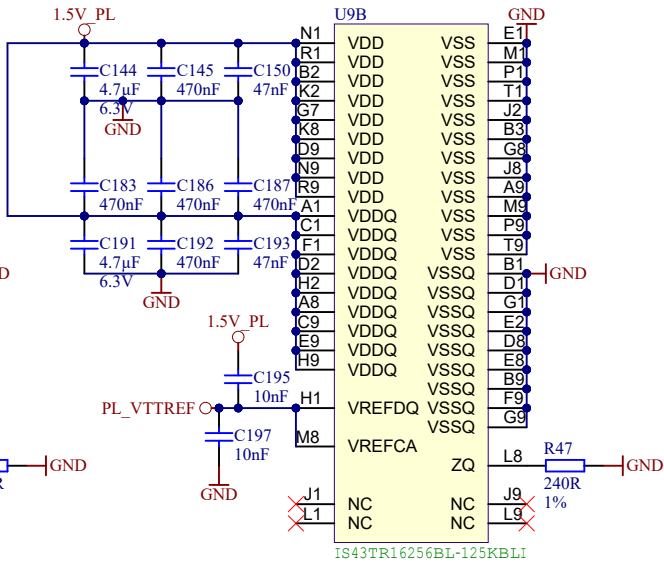 1.5V_PL
U9B
GND
N1 VDD VSS E1
R1 VDD VSS M1
B2 VDD VSS P1
K2 VDD VSS T1
G7 VDD VSS J2
K8 VDD VSS B3
D9 VDD VSS G8
N9 VDD VSS J8
R9 VDD VSS A9
A1 VDDQ VSS M9
C1 VDDQ VSS P9
F1 VDDQ VSS T9
D2 VDDQ VSSQ B1
H2 VDDQ VSSQ D1
A8 VDDQ VSSQ G1
C9 VDDQ VSSQ E2
E9 VDDQ VSSQ D8
H9 VDDQ VSSQ E8
VSSQ B9
H1 VREFDQ VSSQ F9
VSSQ G9
M8 VREFCA
ZQ L8
J1 NC NC J9
L1 NC NC L9
IS43TR16256BL-125KBLI
C144
4.7µF
6.3V
C145
470nF
C150
47nF
GND
C183
470nF
C186
470nF
C187
470nF
C191
4.7µF
6.3V
C192
470nF
C193
47nF
GND
D
1.5V_PL
C195
10nF
PL_VTTREF
C197
10nF
GND
GND
R
GND
R47
240R
1%
GND